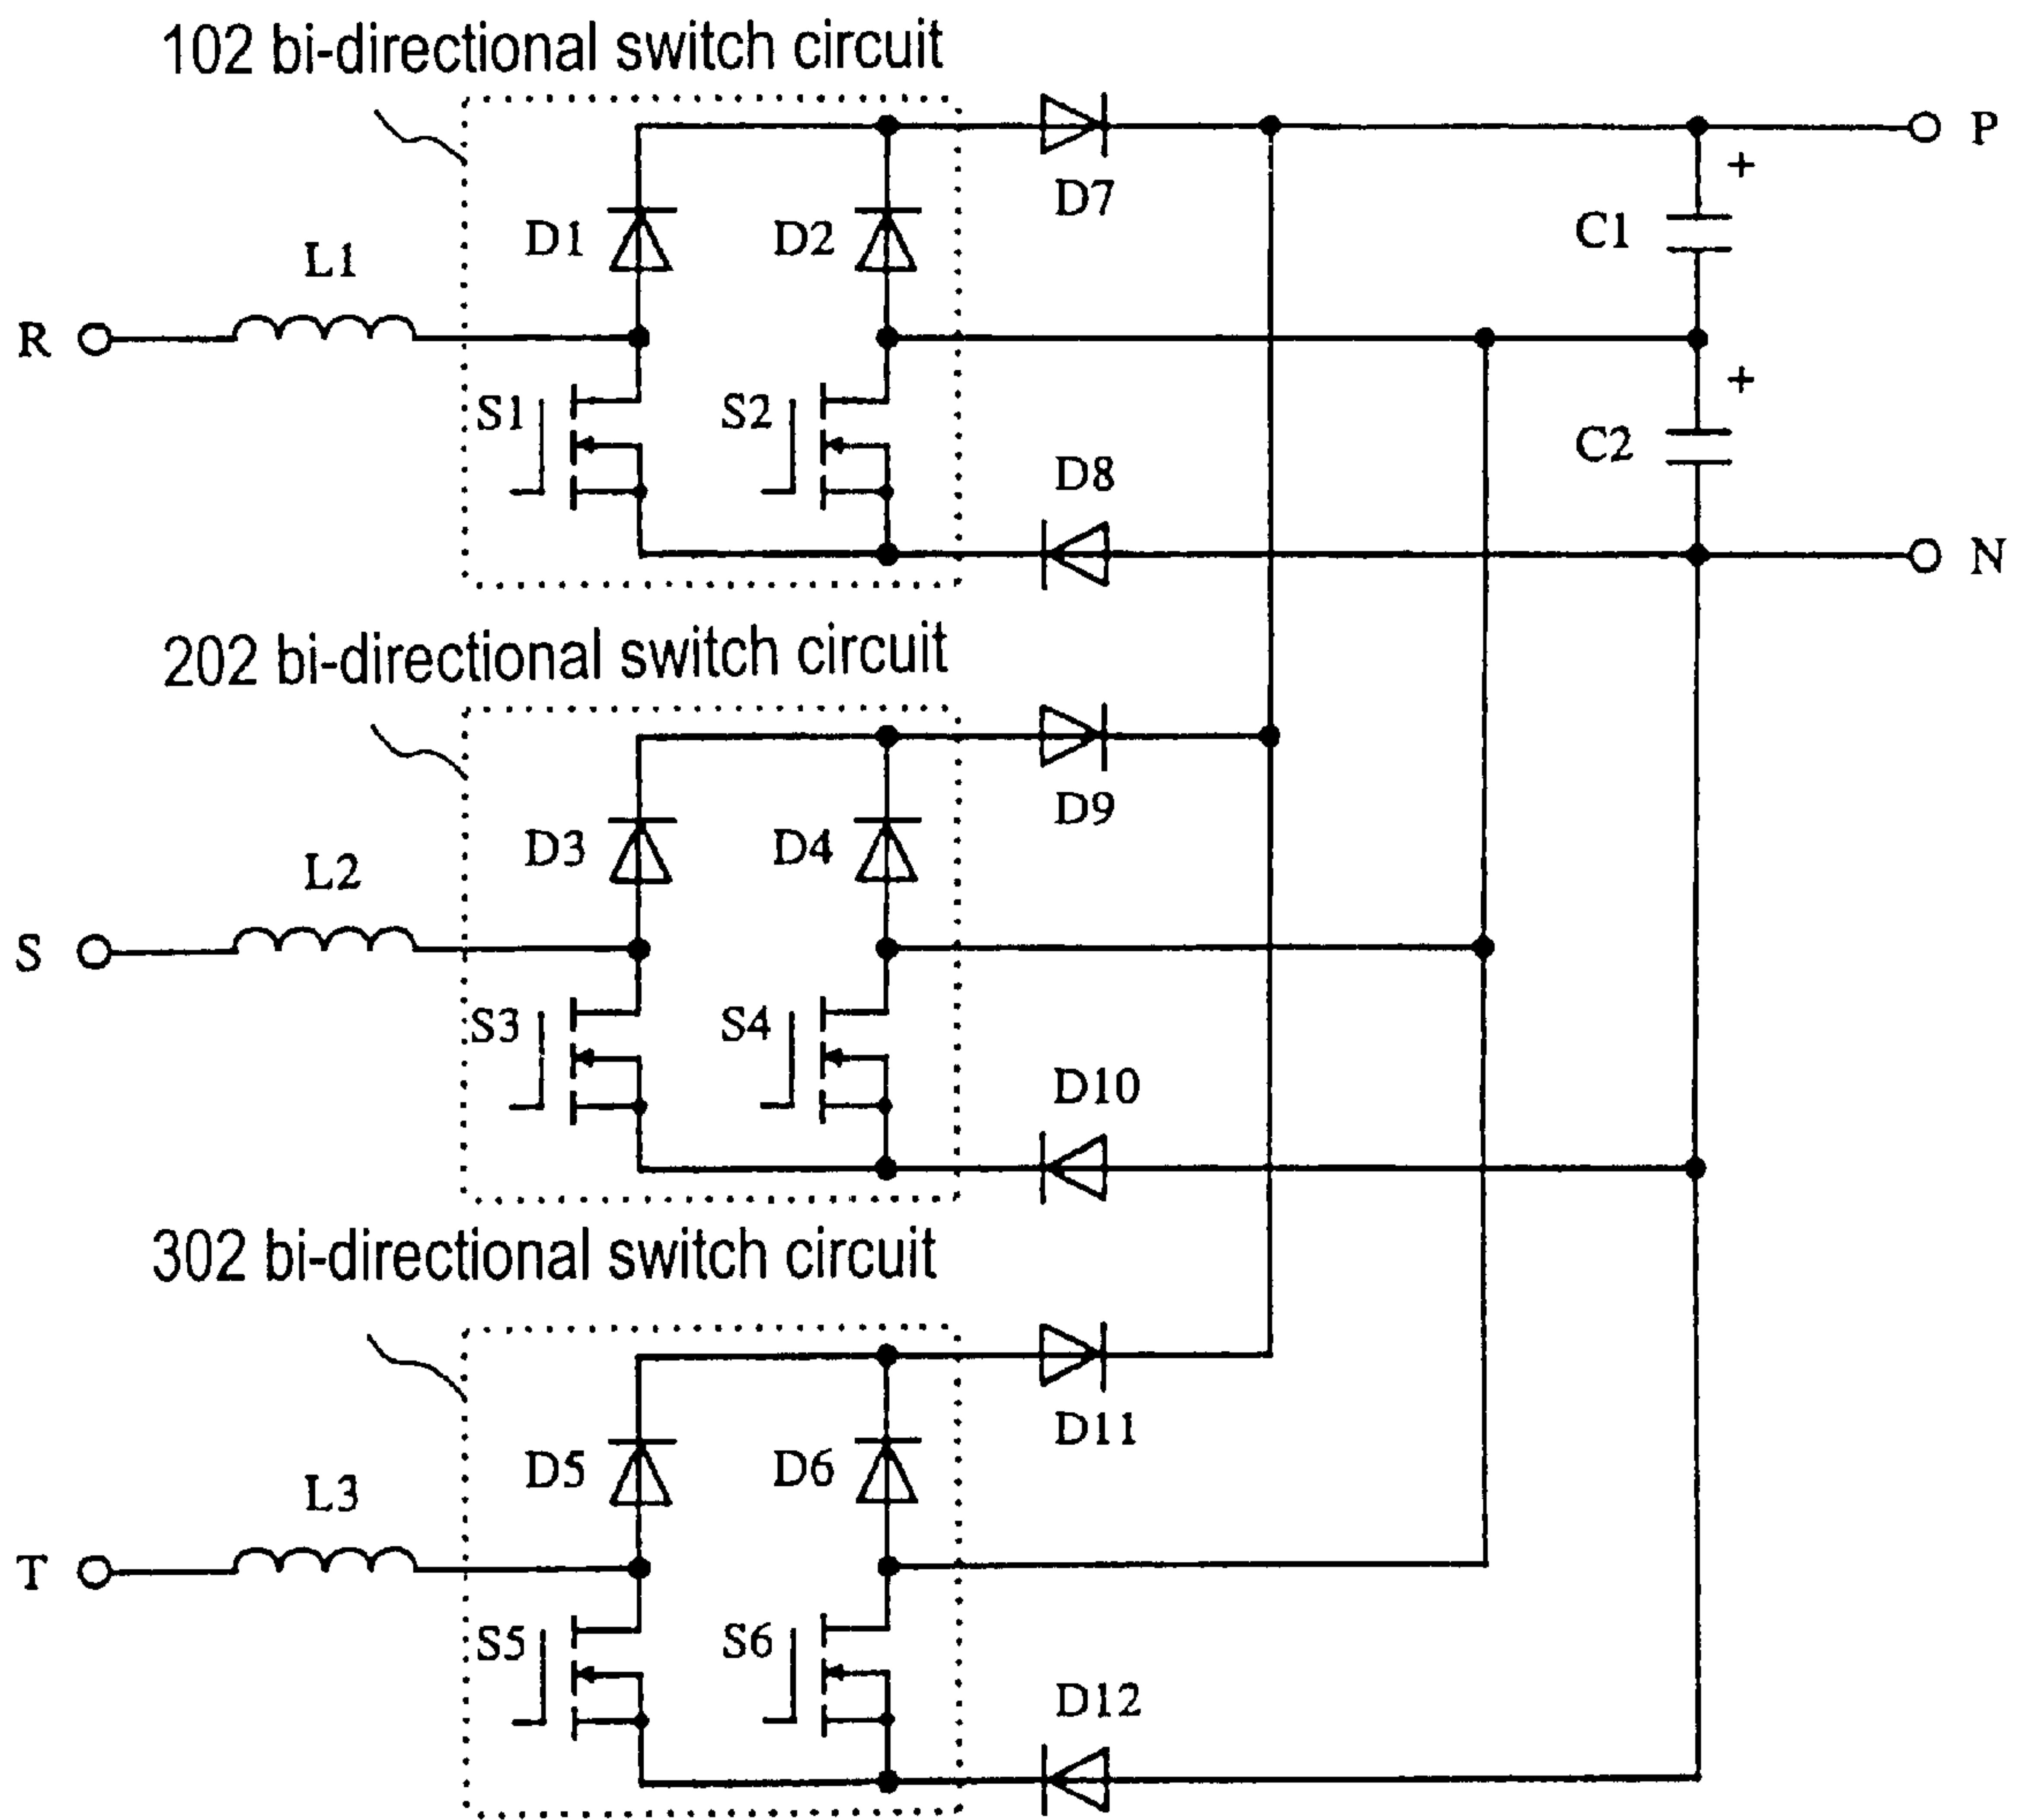 102 bi-directional switch circuit
P
+
D7
D1
D2
C1
L1
R
+
S1
S2
C2
D8
N
202 bi-directional switch circuit
D9
D3
D4
L2
S
S3
S4
D10
302 bi-directional switch circuit
D11
D5
D6
L3
T
S5
S6
D12